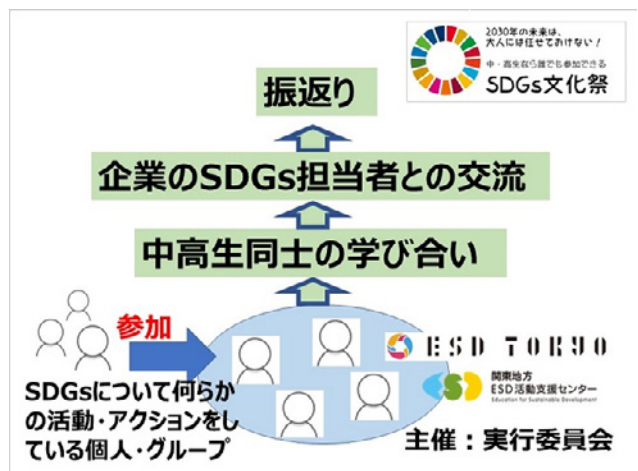 2030年の未来は、
大人には任せておけない！
中・高生なら誰でも参加できる
SDGs文化祭
振返り
企業のSDGs担当者との交流
中高生同士の学び合い
参加
ESD TOKYO
関東地方
ESD活動支援センター
Education for Sustainable Development
SDGsについて何らか
の活動・アクションをし
ている個人・グループ
主催：実行委員会